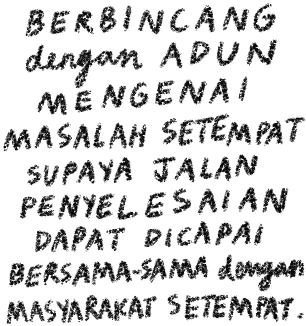 BERBINCANG
dengan ADUN
MENGENAI
MASALAH SETEMPAT
SUPAYA JALAN
PENYELESAIAN
DAPAT DICAPAI
BERSAMA-SAMA dengan
MASYARAKAT SETEMPAT.